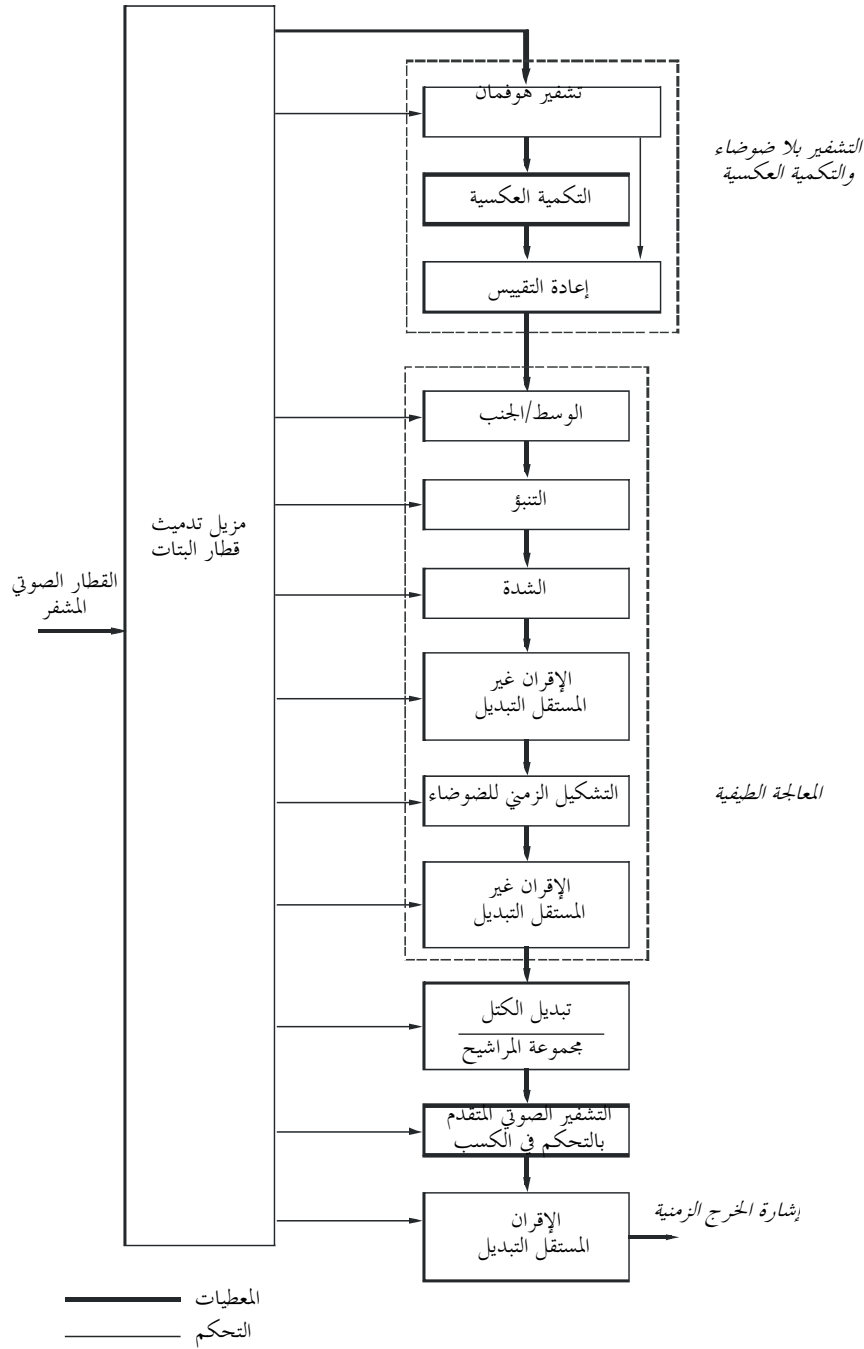 تشفير هوفمان
التشفير بلا ضوضاء
والتكمية العكسية
التكمية العكسية
إعادة التقييس
الوسط/الجنب
التنبؤ
مزيل تدميث
قطار البتات
القطار الصوتي
المشفر
الشدة
الإقران غير
المستقل التبديل
التشكيل الزمني للضوضاء
المعالجة الطيفية
الإقران غير
المستقل التبديل
تبديل الكتل
مجموعة المراشيح
التشفير الصوتي المتقدم
بالتحكم في الكسب
الإقران
المستقل التبديل
إشارة الخرج الزمنية
المعطيات
التحكم